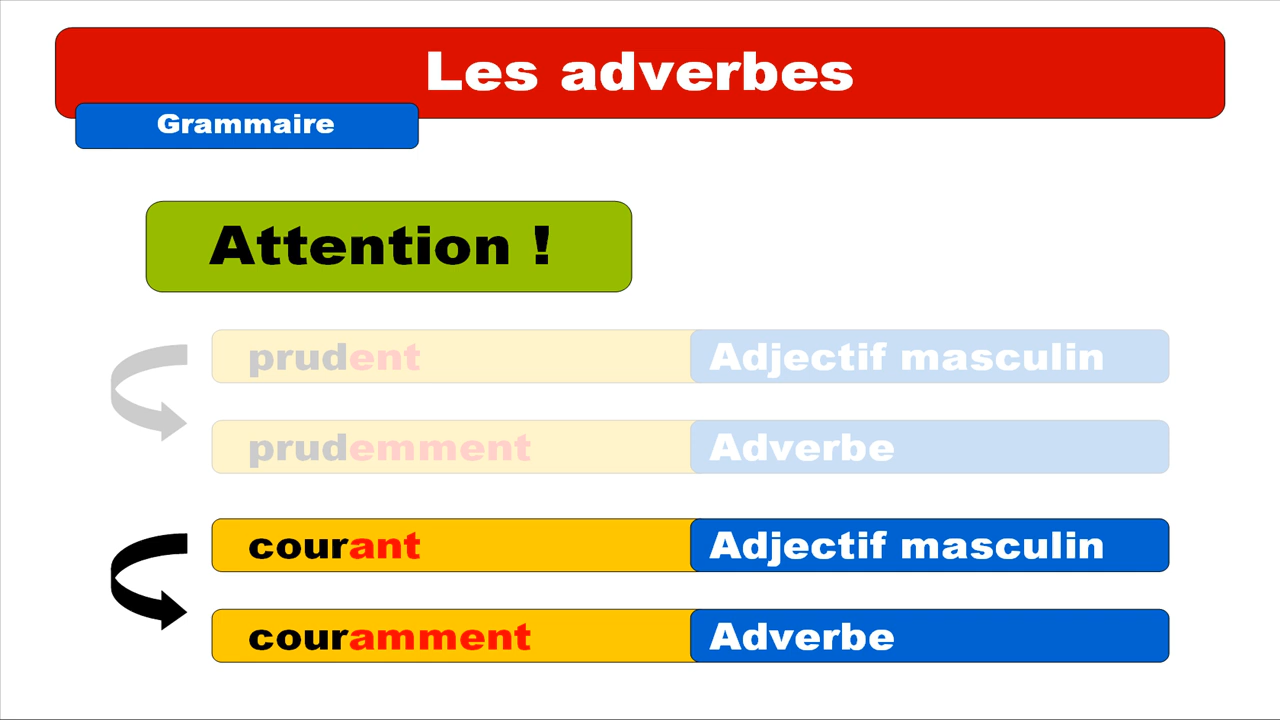 Les adverbes
Grammaire
Attention !
prudent Adjectif masculin
prudemment Adverbe
courant Adjectif masculin
couramment Adverbe